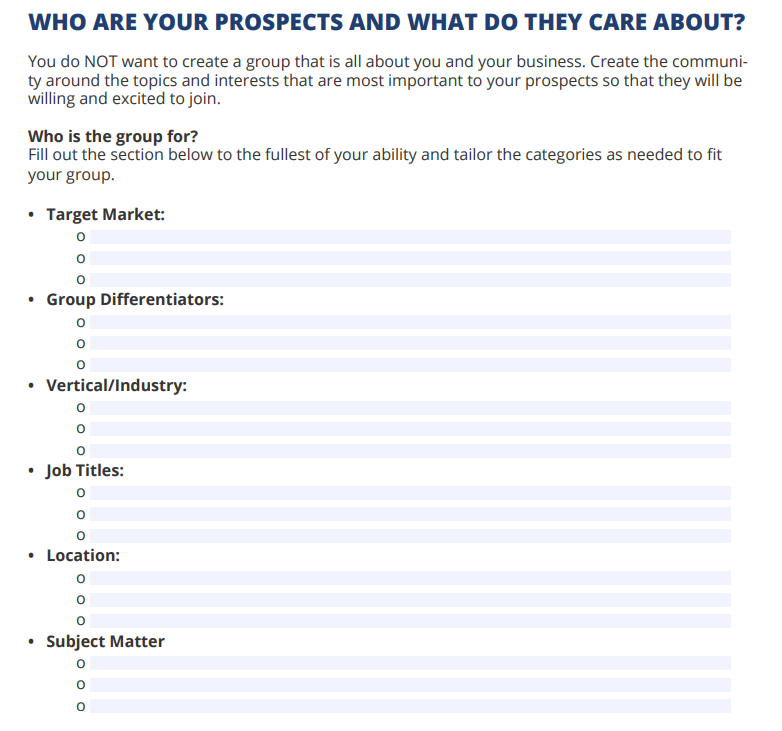 WHO ARE YOUR PROSPECTS AND WHAT DO THEY CARE ABOUT?
You do NOT want to create a group that is all about you and your business. Create the communi-
ty around the topics and interests that are most important to your prospects so that they will be
willing and excited to join.
Who is the group for?
Fill out the section below to the fullest of your ability and tailor the categories as needed to fit
your group.
• Target Market:
o
o
o
• Group Differentiators:
o
o
o
• Vertical/Industry:
o
o
o
• Job Titles:
o
o
o
• Location:
o
o
o
• Subject Matter
o
o
o